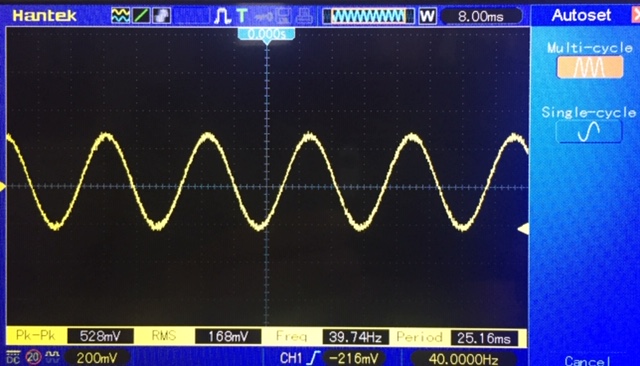 Hantek T W 8.00ms Autoset
0.000s
Multi-cycle
Single-cycle
Pk-Pk 528mV RMS 168mV Freq 39.74Hz Period 25.16ms
DC 20 200mV CH1 -216mV 40.0000Hz Cancel